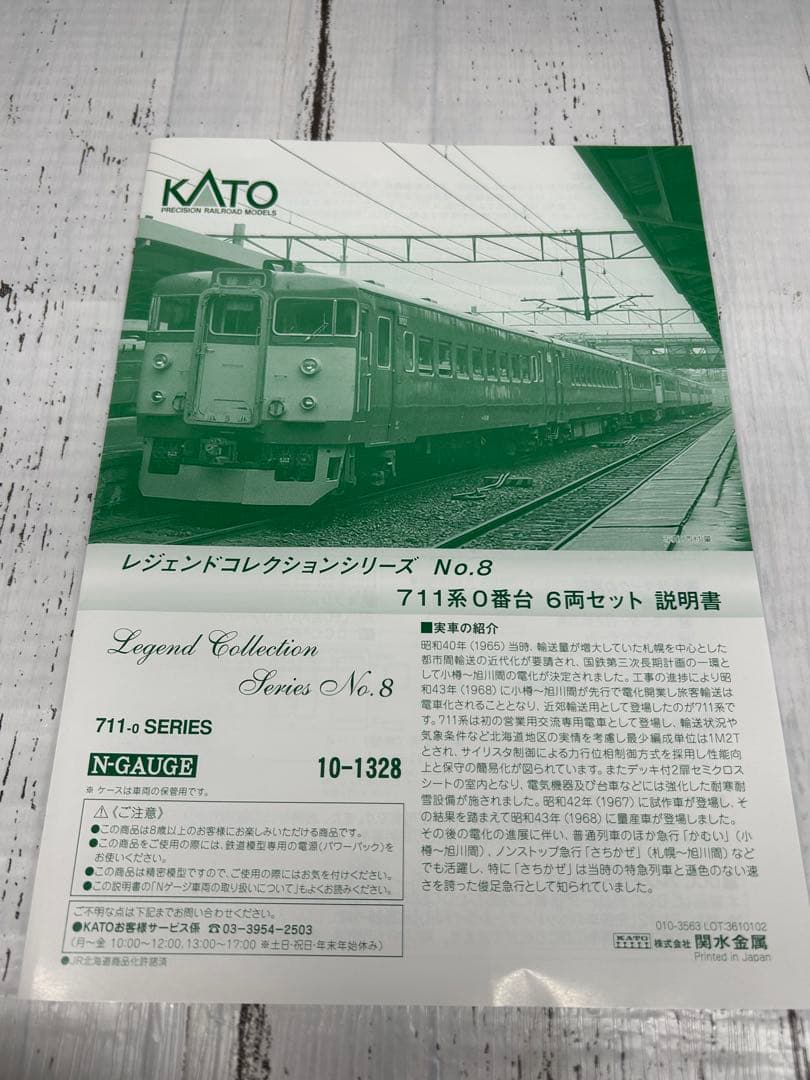 KATO
PRECISION RAILROAD MODELS
レジェンドコレクションシリーズ No.8
711系0番台 6両セット 説明書
Legend Collection
Series No.8
711-0 SERIES
N-GAUGE 10-1328
※ ケースは車両の保管用です。
⚠〈ご注意〉
●この商品は8歳以上のお客様にお楽しみいただける商品です。
●この商品をご使用の際には、鉄道模型専用の電源(パワーパック)を
お使いください。
●この商品は精密模型ですので、ご使用の際にはお気を付けください。
●この説明書の「Nゲージ車両の取り扱いについて」もよくお読みください。
ご不明な点は下記までお問い合わせください。
●KATOお客様サービス係 ☎03-3954-2503
(月〜金 10:00〜12:00、13:00〜17:00 ※土日・祝日・年末年始休み)
●JR北海道商品化許諾済
■実車の紹介
昭和40年(1965)当時、輸送量が増大していた札幌を中心とした
都市間輸送の近代化が要請され、国鉄第三次長期計画の一環と
して小樽〜旭川間の電化が決定されました。工事の進捗により昭
和43年(1968)に小樽〜旭川間が先行で電化開業し旅客輸送は
電車化されることとなり、近郊輸送用として登場したのが711系で
す。711系は初の営業用交流専用電車として登場し、輸送状況や
気象条件など北海道地区の実情を考慮し最少編成単位は1M2T
とされ、サイリスタ制御による力行位相制御方式を採用し性能向
上と保守の簡易化が図られています。またデッキ付2扉セミクロス
シートの室内となり、電気機器及び台車などには強化した耐寒耐
雪設備が施されました。昭和42年(1967)に試作車が登場し、そ
の結果を踏まえて昭和43年(1968)に量産車が登場しました。
その後の電化の進展に伴い、普通列車のほか急行「かむい」(小
樽〜旭川間)、ノンストップ急行「さちかぜ」(札幌〜旭川間)など
でも活躍し、特に「さちかぜ」は当時の特急列車と遜色のない速
さを誇った俊足急行として知られていました。
010-3563 LOT:3610102
KATO 株式会社 関水金属
Printed in Japan